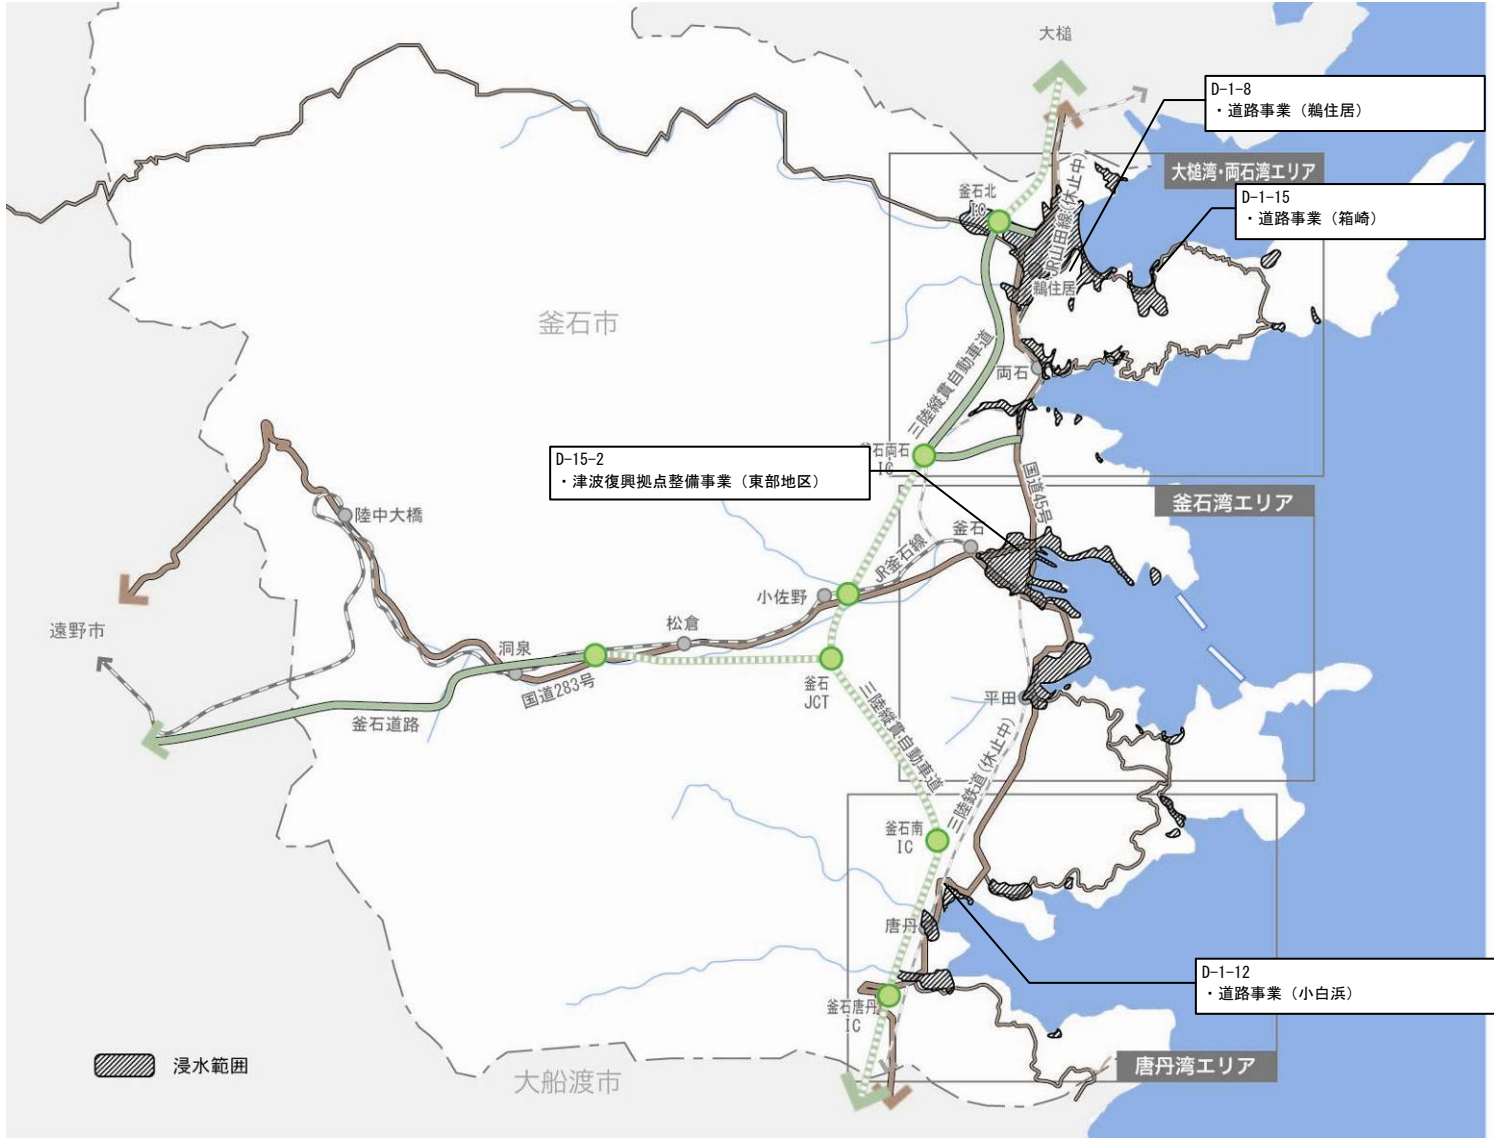 大槌
D-1-8
・道路事業（鵜住居）
大槌湾・両石湾エリア
釜石北
IC
JR山田線(休止中)
D-1-15
・道路事業（箱崎）
鵜住居
釜石市
三陸縦貫自動車道
両石
石両石
IC
D-15-2
・津波復興拠点整備事業（東部地区）
国道45号
釜石湾エリア
陸中大橋
釜石
JR釜石線
小佐野
松倉
遠野市
洞泉
国道283号
釜石
JCT
釜石道路
平田
三陸縦貫自動車道
三陸鉄道(休止中)
釜石南
IC
唐丹
D-1-12
・道路事業（小白浜）
釜石唐丹
IC
唐丹湾エリア
浸水範囲
大船渡市